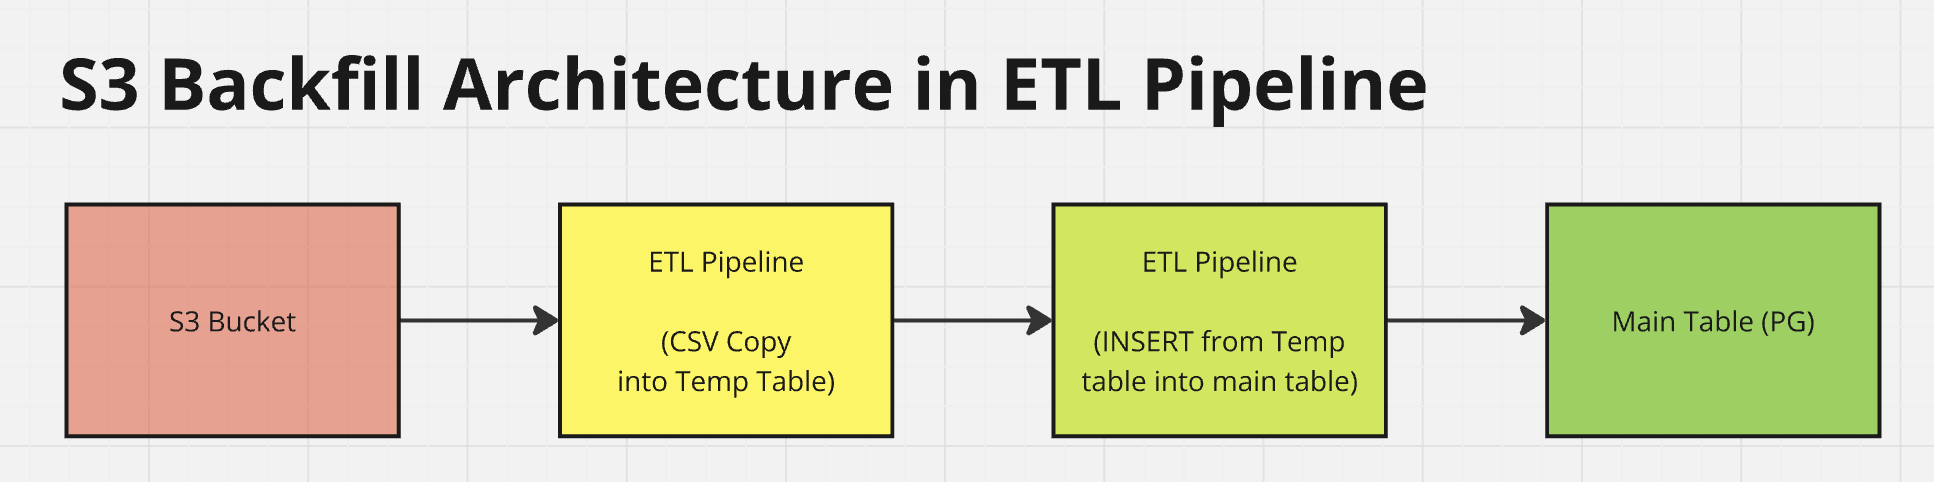 S3 Backfill Architecture in ETL Pipeline
S3 Bucket
ETL Pipeline
(CSV Copy
into Temp Table)
ETL Pipeline
(INSERT from Temp
table into main table)
Main Table (PG)